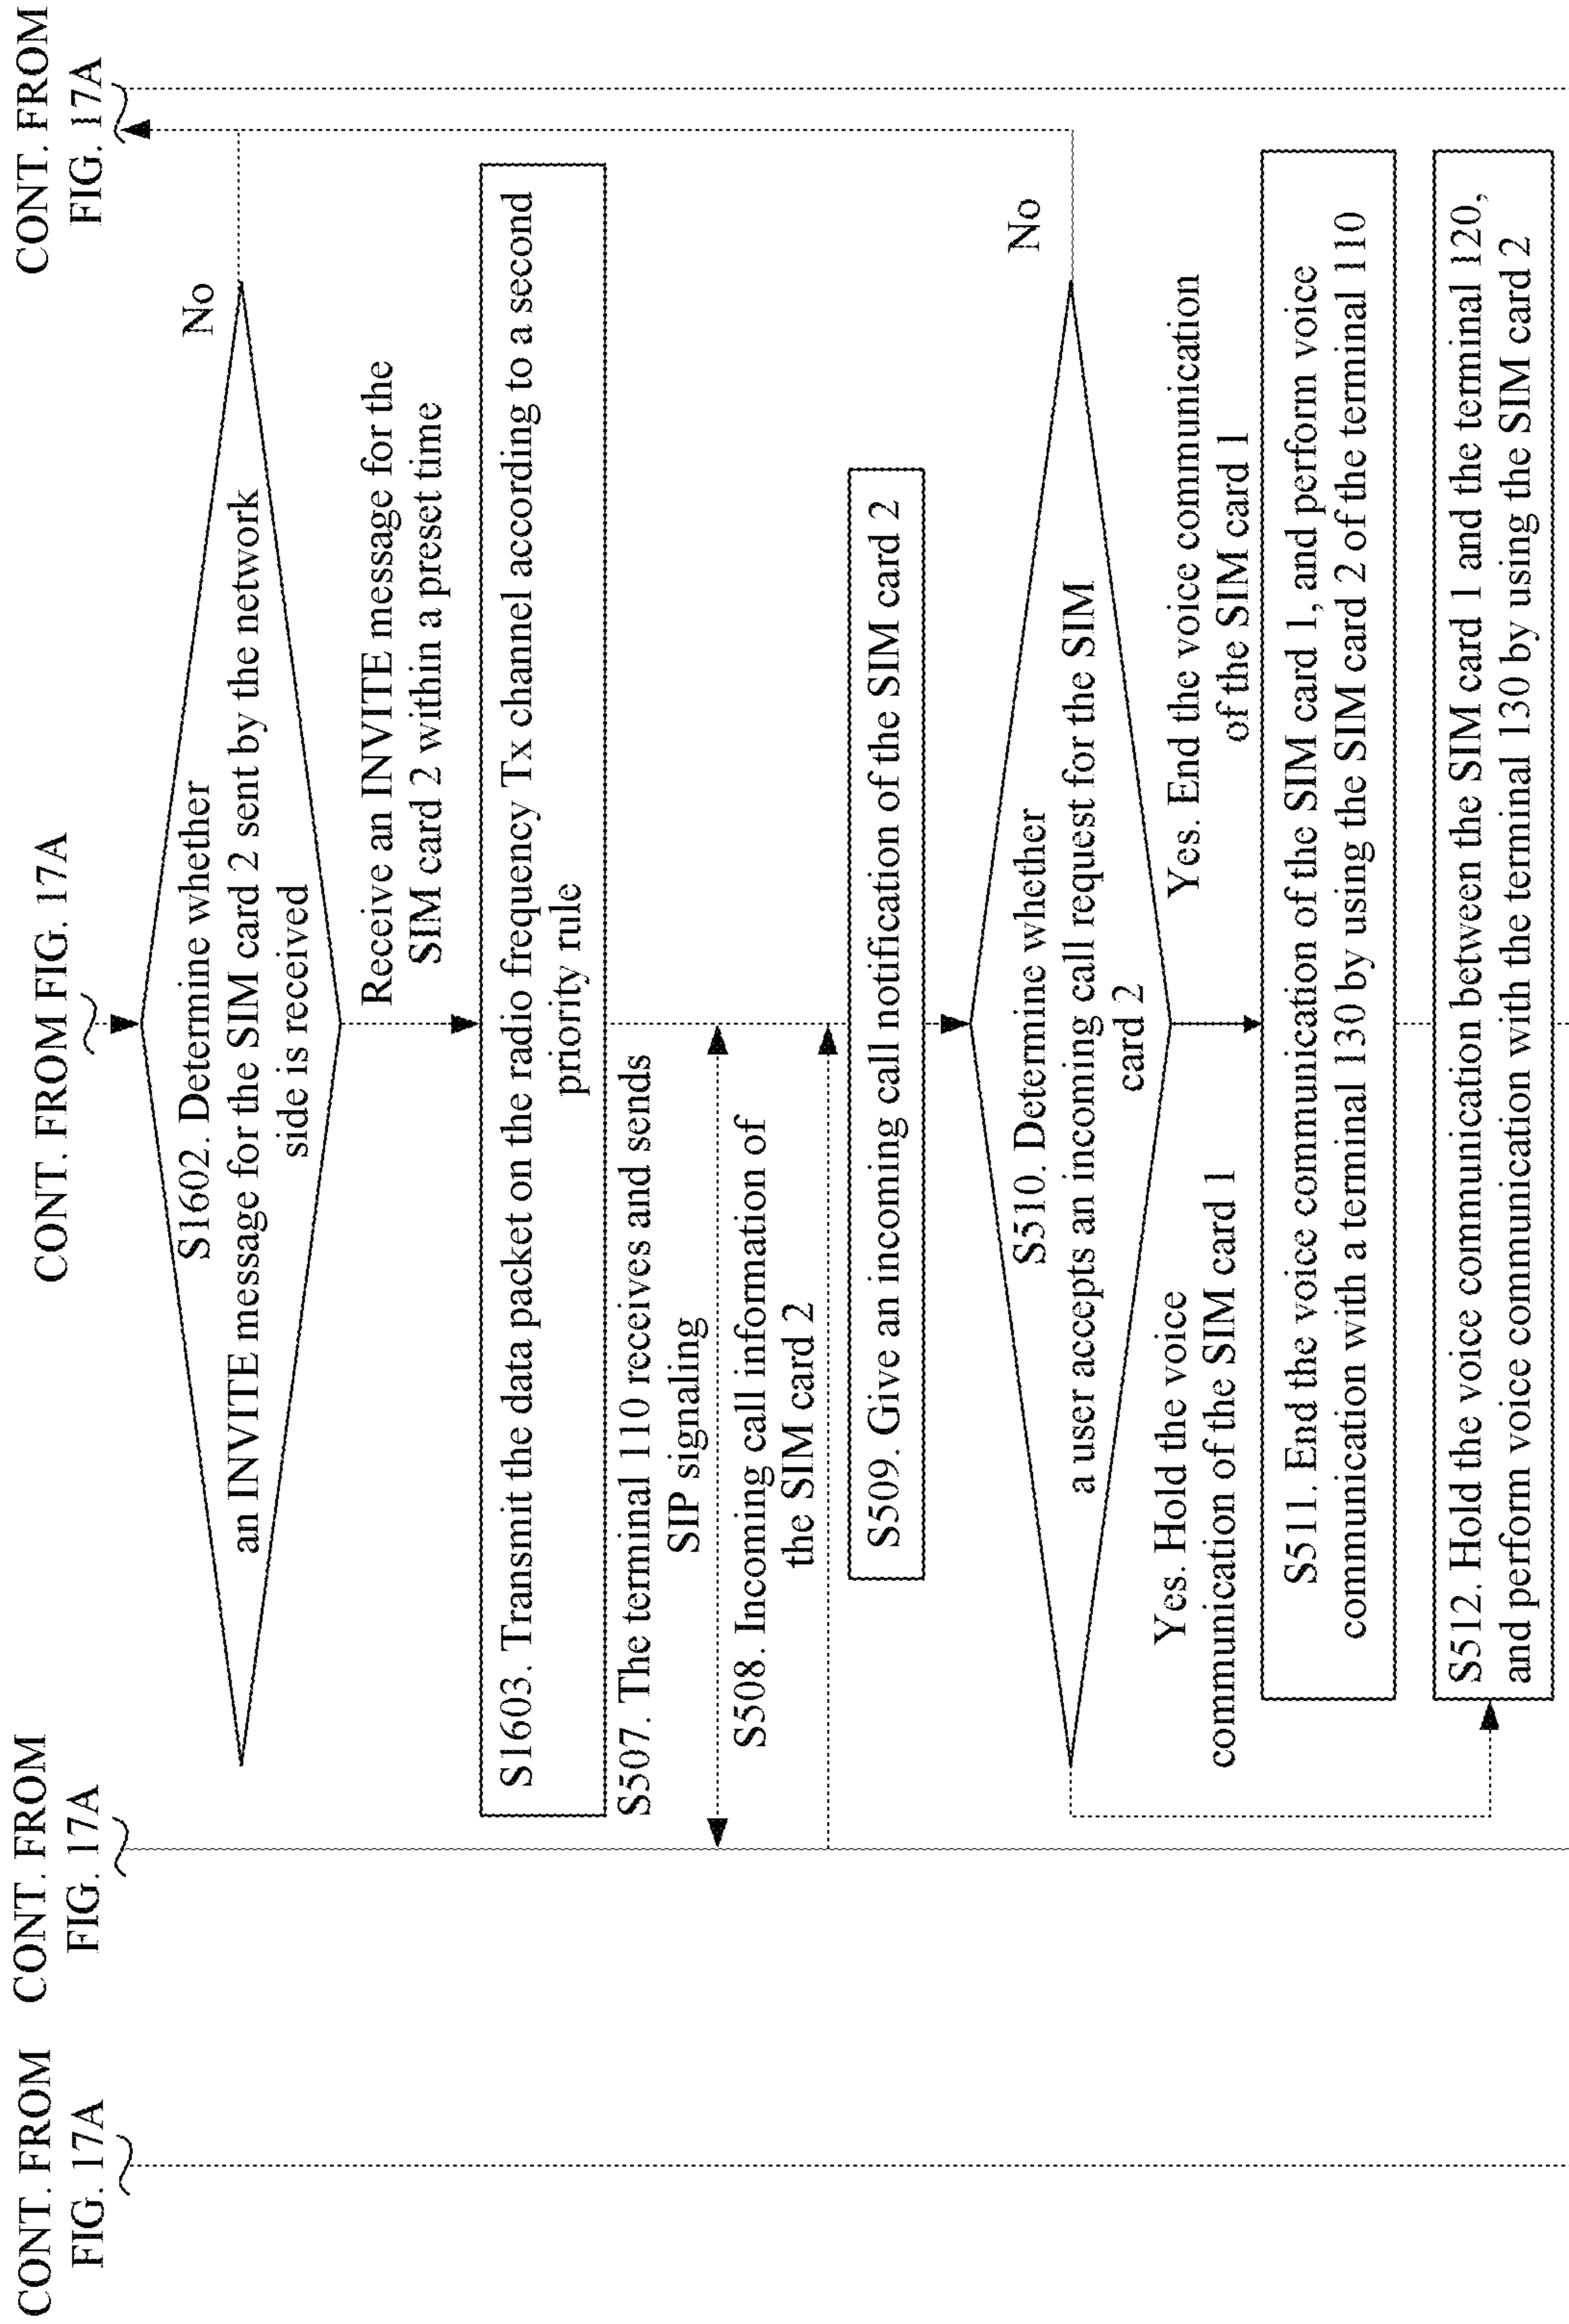 CONT. FROM
FIG. 17A
CONT. FROM
FIG. 17A
CONT. FROM FIG. 17A
CONT. FROM
FIG. 17A
S1602. Determine whether
an INVITE message for the SIM card 2 sent by the network
side is received
No
Receive an INVITE message for the
SIM card 2 within a preset time
S1603. Transmit the data packet on the radio frequency Tx channel according to a second
priority rule
S507. The terminal 110 receives and sends
SIP signaling
S508. Incoming call information of
the SIM card 2
S509. Give an incoming call notification of the SIM card 2
S510. Determine whether
a user accepts an incoming call request for the SIM
card 2
No
Yes. Hold the voice
communication of the SIM card 1
Yes. End the voice communication
of the SIM card 1
S511. End the voice communication of the SIM card 1, and perform voice
communication with a terminal 130 by using the SIM card 2 of the terminal 110
S512. Hold the voice communication between the SIM card 1 and the terminal 120,
and perform voice communication with the terminal 130 by using the SIM card 2